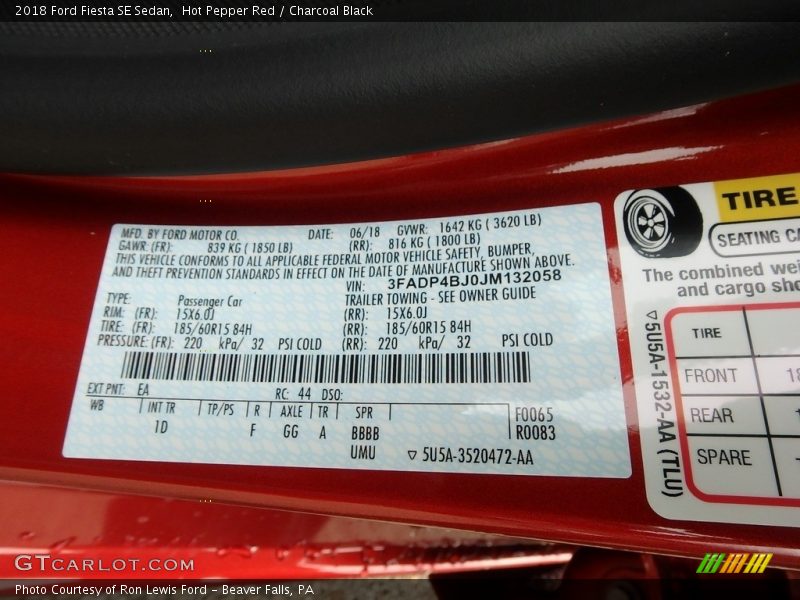 2018 Ford Fiesta SE Sedan, Hot Pepper Red / Charcoal Black
MFD. BY FORD MOTOR CO. DATE: 06/18 GVWR: 1642 KG ( 3620 LB)
GAWR: (FR): 839 KG ( 1850 LB) (RR): 816 KG ( 1800 LB)
THIS VEHICLE CONFORMS TO ALL APPLICABLE FEDERAL MOTOR VEHICLE SAFETY, BUMPER,
AND THEFT PREVENTION STANDARDS IN EFFECT ON THE DATE OF MANUFACTURE SHOWN ABOVE.
VIN: 3FADP4BJ0JM132058
TYPE: Passenger Car TRAILER TOWING - SEE OWNER GUIDE
RIM: (FR): 15X6.0J (RR): 15X6.0J
TIRE: (FR): 185/60R15 84H (RR): 185/60R15 84H
PRESSURE: (FR): 220 kPa/ 32 PSI COLD (RR): 220 kPa/ 32 PSI COLD
EXT PNT: EA RC: 44 DSO:
WB INT TR TP/PS R AXLE TR SPR F0065
1D F GG A BBBB R0083
UMU ▽ 5U5A-3520472-AA
TIRE
SEATING CA
The combined wei
and cargo sho
▽5U5A-1532-AA (TLU)
TIRE
FRONT 18
REAR
SPARE
GTCARLOT.COM
Photo Courtesy of Ron Lewis Ford - Beaver Falls, PA